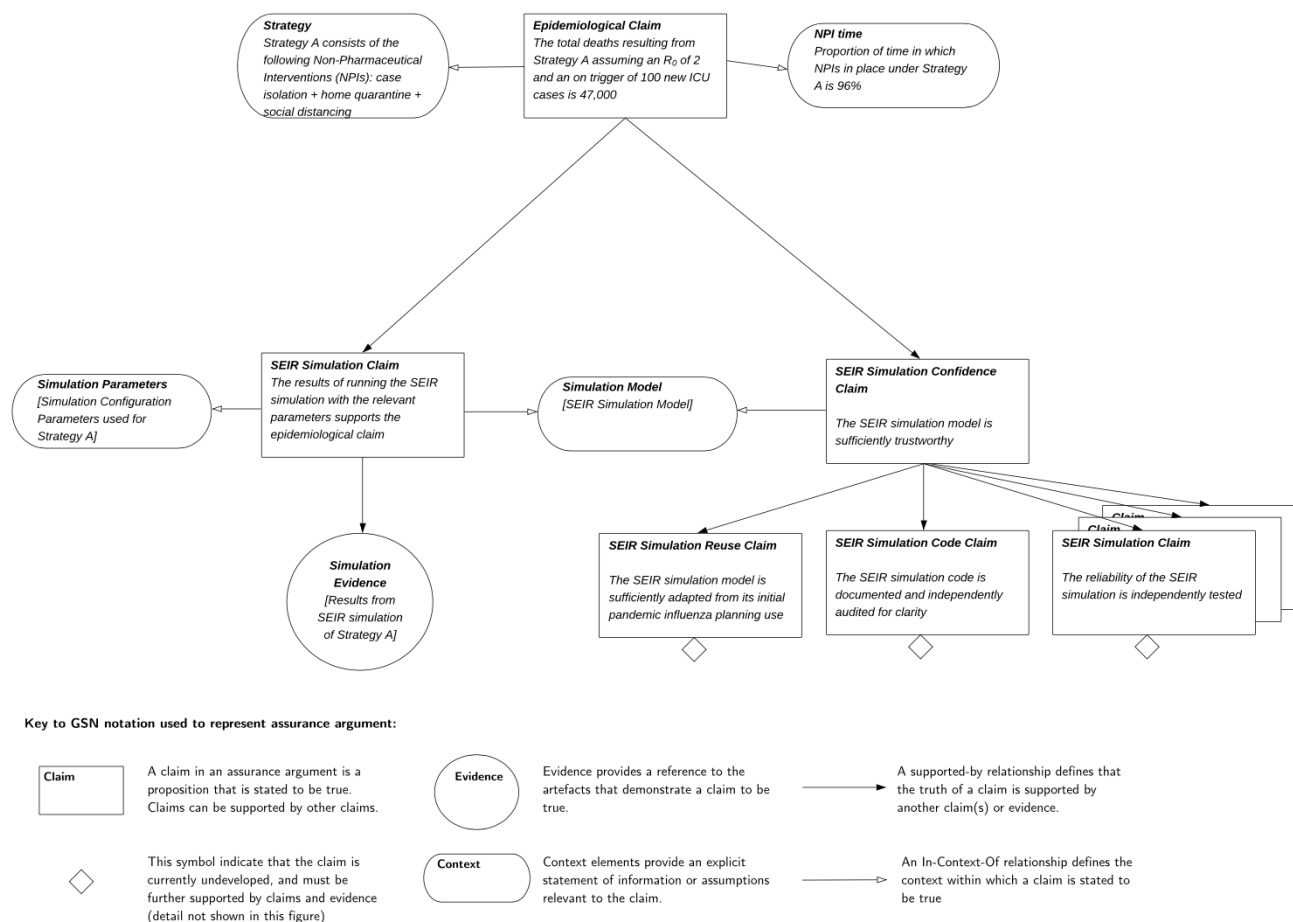 Strategy
Strategy A consists of the
following Non-Pharmaceutical
Interventions (NPIs): case
isolation + home quarantine +
social distancing
Epidemiological Claim
The total deaths resulting from
Strategy A assuming an R0 of 2
and an on trigger of 100 new ICU
cases is 47,000
NPI time
Proportion of time in which
NPIs in place under Strategy
A is 96%
Simulation Parameters
[Simulation Configuration
Parameters used for
Strategy A]
SEIR Simulation Claim
The results of running the SEIR
simulation with the relevant
parameters supports the
epidemiological claim
Simulation Model
[SEIR Simulation Model]
SEIR Simulation Confidence
Claim
The SEIR simulation model is
sufficiently trustworthy
Simulation
Evidence
[Results from
SEIR simulation
of Strategy A]
SEIR Simulation Reuse Claim
The SEIR simulation model is
sufficiently adapted from its initial
pandemic influenza planning use
SEIR Simulation Code Claim
The SEIR simulation code is
documented and independently
audited for clarity
Claim
Claim
SEIR Simulation Claim
The reliability of the SEIR
simulation is independently tested
Key to GSN notation used to represent assurance argument:
Claim
A claim in an assurance argument is a
proposition that is stated to be true.
Claims can be supported by other claims.
Evidence
Evidence provides a reference to the
artefacts that demonstrate a claim to be
true.
A supported-by relationship defines that
the truth of a claim is supported by
another claim(s) or evidence.
This symbol indicate that the claim is
currently undeveloped, and must be
further supported by claims and evidence
(detail not shown in this figure)
Context
Context elements provide an explicit
statement of information or assumptions
relevant to the claim.
An In-Context-Of relationship defines the
context within which a claim is stated to
be true